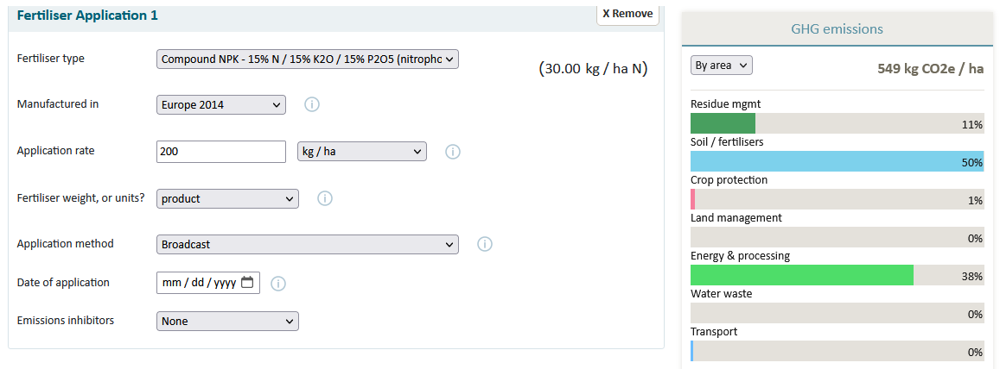 Fertiliser Application 1
X Remove
Fertiliser type
Compound NPK - 15% N / 15% K2O / 15% P2O5 (nitrophc
(30.00 kg / ha N)
Manufactured in
Europe 2014
Application rate
200
kg / ha
Fertiliser weight, or units?
product
Application method
Broadcast
Date of application
mm / dd / yyyy
Emissions inhibitors
None
GHG emissions
By area
549 kg CO2e / ha
Residue mgmt
11%
Soil / fertilisers
50%
Crop protection
1%
Land management
0%
Energy & processing
38%
Water waste
0%
Transport
0%